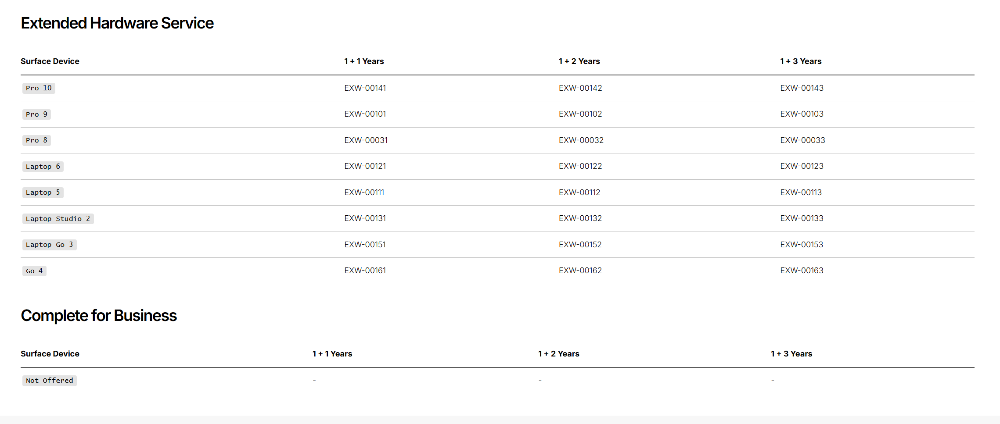 Extended Hardware Service
Surface Device 1 + 1 Years 1 + 2 Years 1 + 3 Years
Pro 10 EXW-00141 EXW-00142 EXW-00143
Pro 9 EXW-00101 EXW-00102 EXW-00103
Pro 8 EXW-00031 EXW-00032 EXW-00033
Laptop 6 EXW-00121 EXW-00122 EXW-00123
Laptop 5 EXW-00111 EXW-00112 EXW-00113
Laptop Studio 2 EXW-00131 EXW-00132 EXW-00133
Laptop Go 3 EXW-00151 EXW-00152 EXW-00153
Go 4 EXW-00161 EXW-00162 EXW-00163
Complete for Business
Surface Device 1 + 1 Years 1 + 2 Years 1 + 3 Years
Not Offered - - -